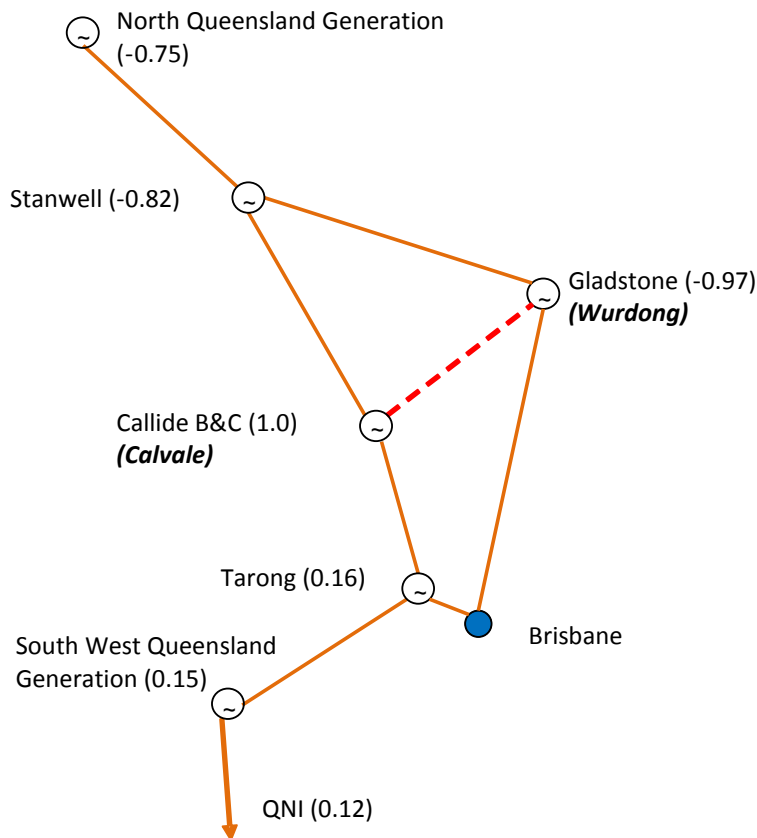 North Queensland Generation
(-0.75)
Stanwell (-0.82)
Gladstone (-0.97)
(Wurdong)
Callide B&C (1.0)
(Calvale)
Tarong (0.16)
Brisbane
South West Queensland
Generation (0.15)
QNI (0.12)
~
~
~
~
~
~